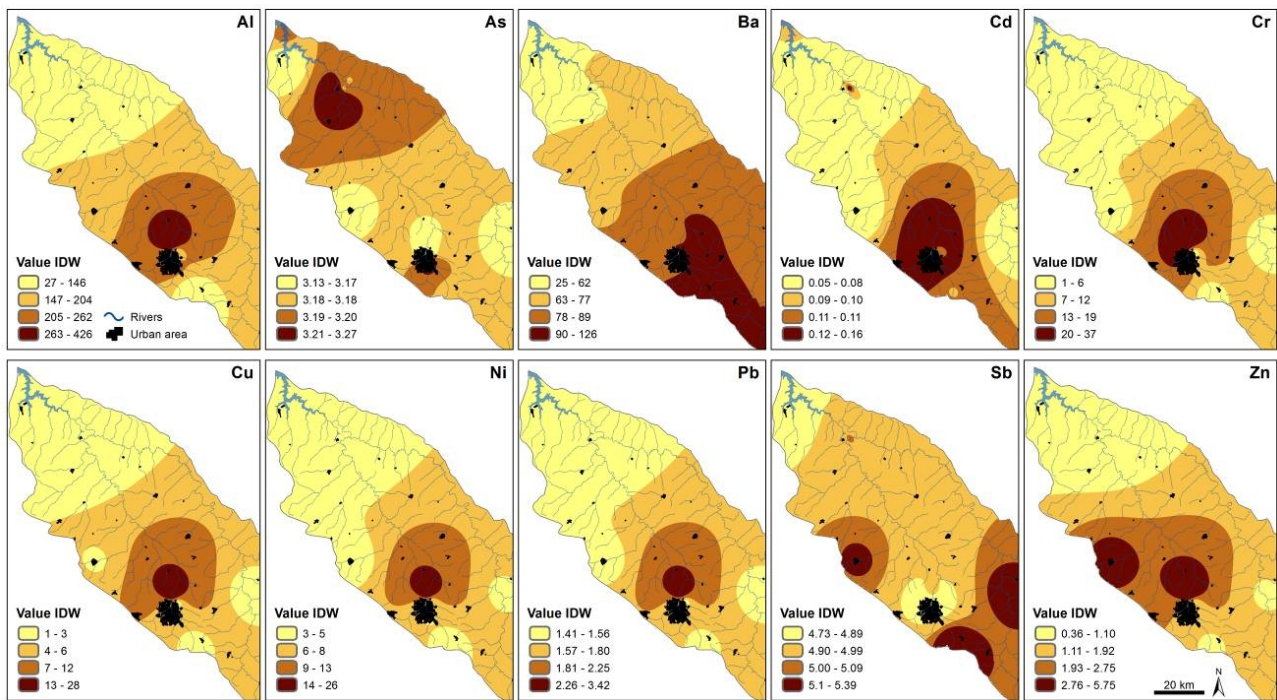 Al
Value IDW
27 - 146
147 - 204
205 - 262
263 - 426
Rivers
Urban area
As
Value IDW
3.13 - 3.17
3.18 - 3.18
3.19 - 3.20
3.21 - 3.27
Ba
Value IDW
25 - 62
63 - 77
78 - 89
90 - 126
Cd
Value IDW
0.05 - 0.08
0.09 - 0.10
0.11 - 0.11
0.12 - 0.16
Cr
Value IDW
1 - 6
7 - 12
13 - 19
20 - 37
Cu
Value IDW
1 - 3
4 - 6
7 - 12
13 - 28
Ni
Value IDW
3 - 5
6 - 8
9 - 13
14 - 26
Pb
Value IDW
1.41 - 1.56
1.57 - 1.80
1.81 - 2.25
2.26 - 3.42
Sb
Value IDW
4.73 - 4.89
4.90 - 4.99
5.00 - 5.09
5.1 - 5.39
Zn
Value IDW
0.36 - 1.10
1.11 - 1.92
1.93 - 2.75
2.76 - 5.75
20 km
N